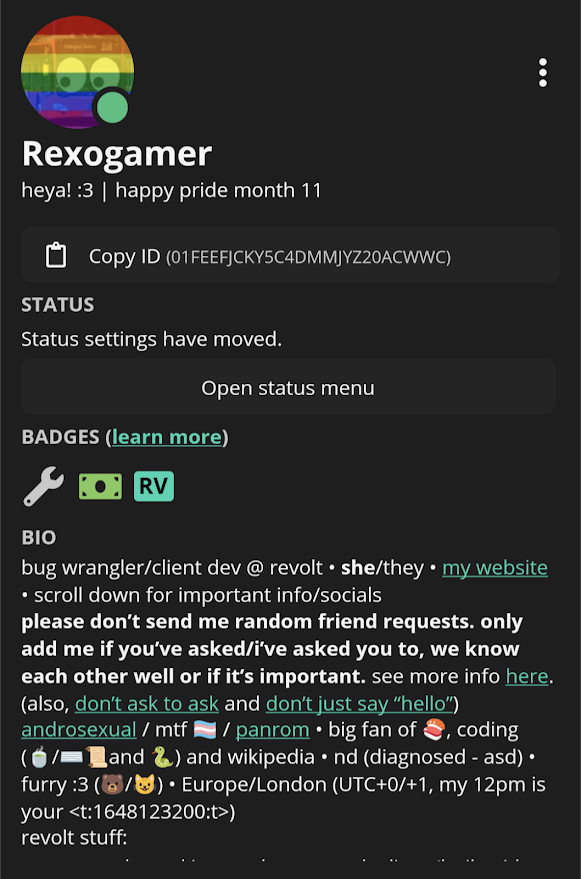 Rexogamer
heya! :3 | happy pride month 11
Copy ID (01FEEFJCKY5C4DMMJYZ20ACWWC)
STATUS
Status settings have moved.
Open status menu
BADGES (learn more)
RV
BIO
bug wrangler/client dev @ revolt • she/they • my website
• scroll down for important info/socials
please don’t send me random friend requests. only
add me if you’ve asked/i’ve asked you to, we know
each other well or if it’s important. see more info here.
(also, don’t ask to ask and don’t just say “hello”)
androsexual / mtf 🏳️‍⚧️ / panrom • big fan of 🍣, coding
(🍵/⌨️📜and 🐍) and wikipedia • nd (diagnosed - asd) •
furry :3 (🐻/😺) • Europe/London (UTC+0/+1, my 12pm is
your <t:1648123200:t>)
revolt stuff: